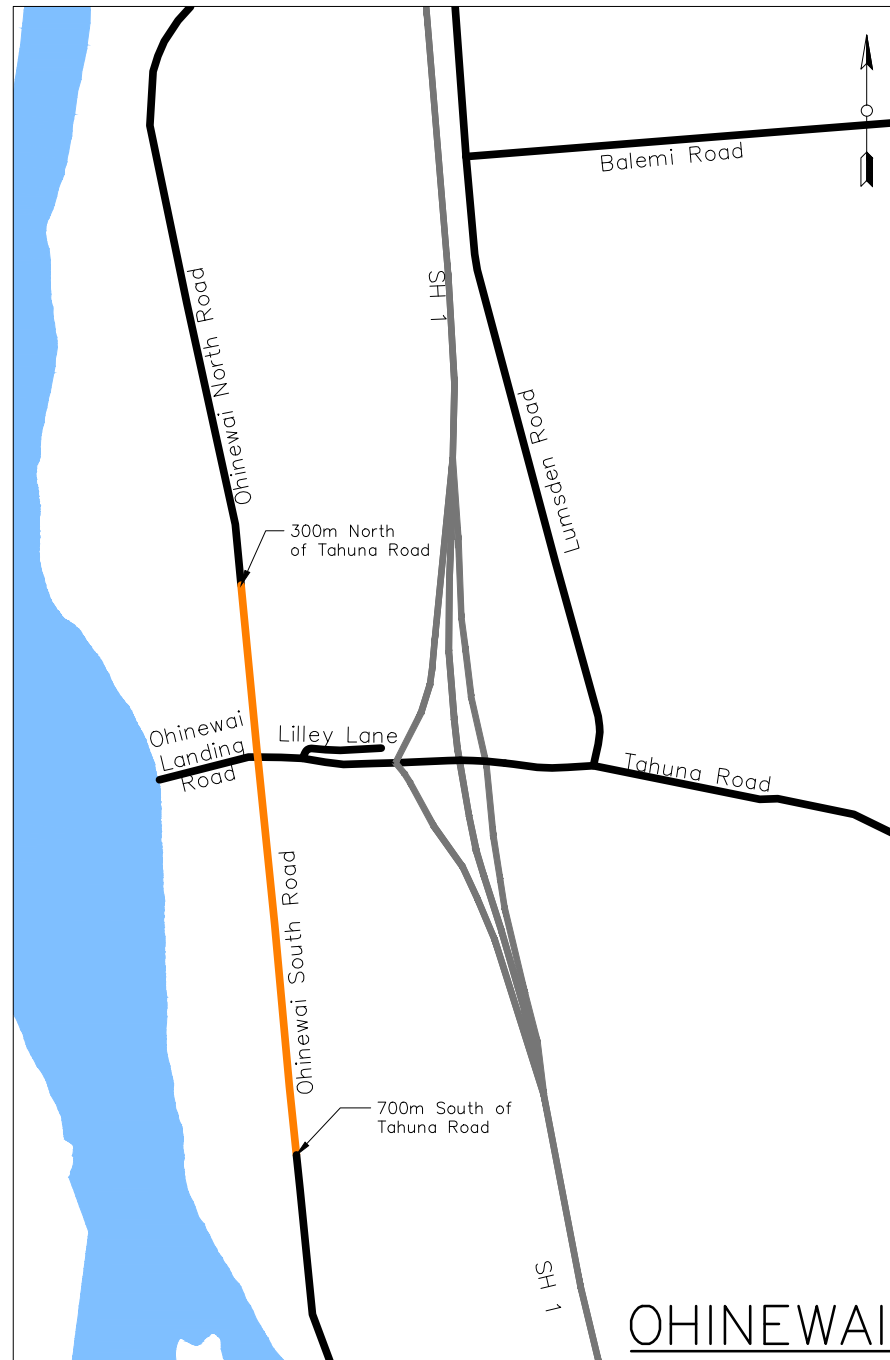 Balemi Road
Ohinewai North Road
SH 1
Lumsden Road
300m North
of Tahuna Road
Ohinewai
Landing
Road
Lilley Lane
Tahuna Road
Ohinewai South Road
700m South of
Tahuna Road
SH 1
OHINEWAI